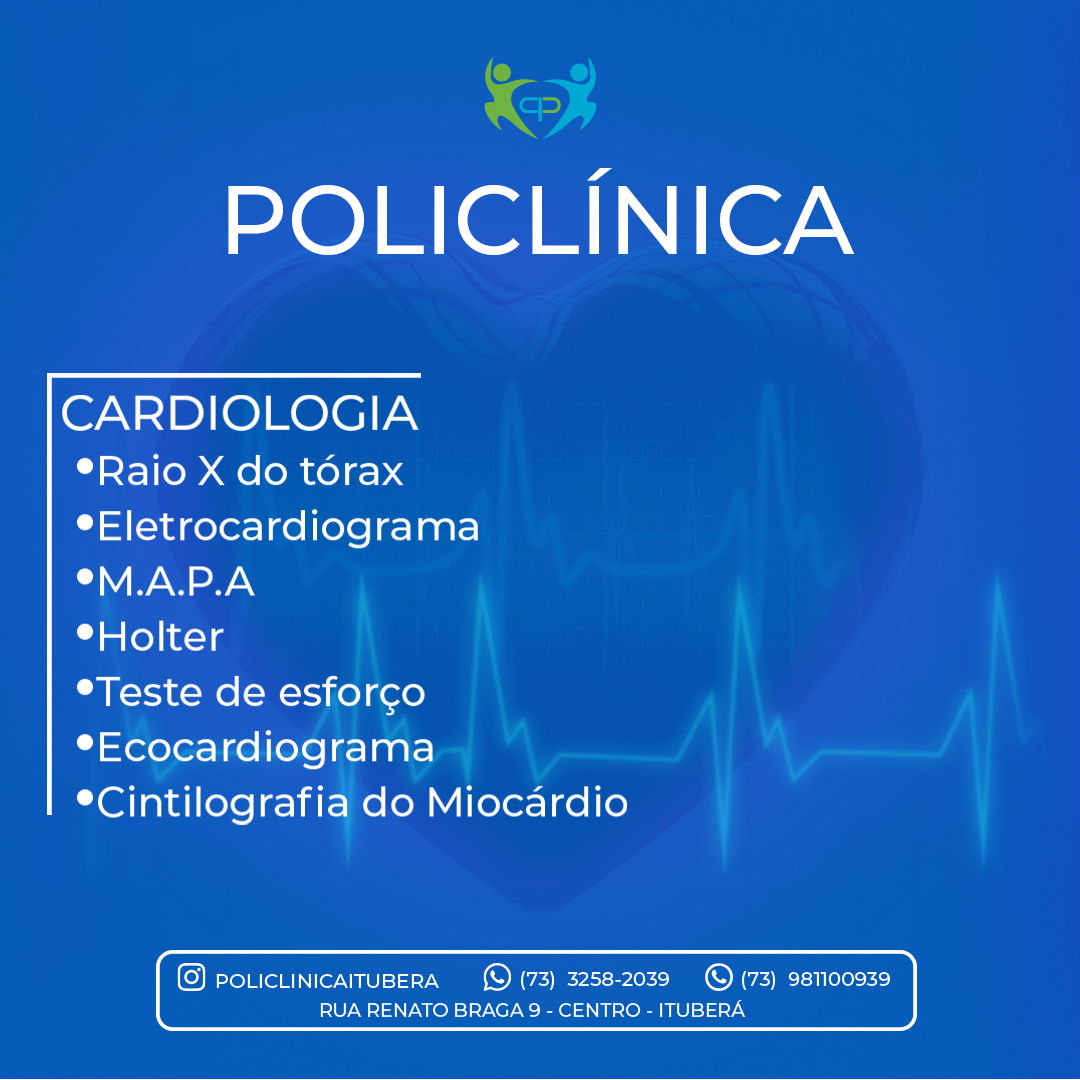 CP
POLICLÍNICA
CARDIOLOGIA
•Raio X do tórax
•Eletrocardiograma
•M.A.P.A
•Holter
•Teste de esforço
•Ecocardiograma
•Cintilografia do Miocárdio
POLICLINICAITUBERA (73) 3258-2039 (73) 981100939
RUA RENATO BRAGA 9 - CENTRO - ITUBERÁ